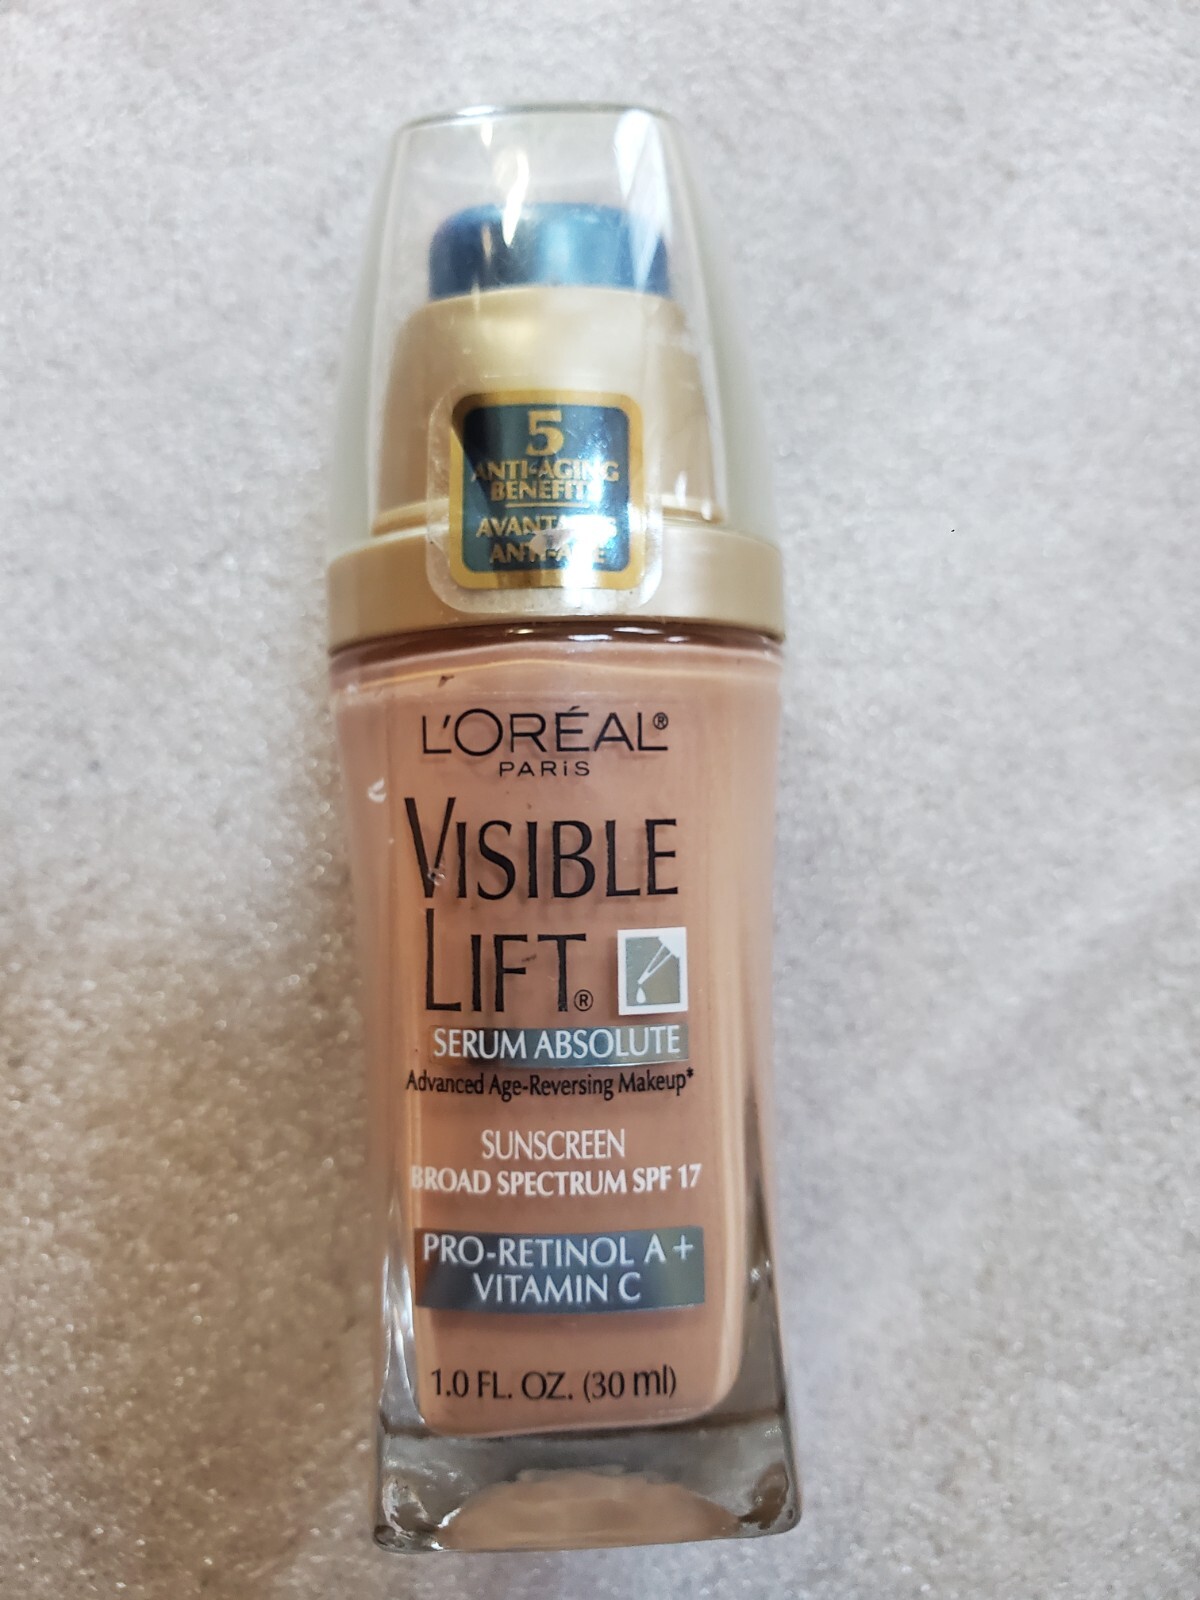 5
ANTI-AGING
BENEFITS
AVANTAGES
ANTI-ÂGE
L'ORÉAL®
PARiS
VISIBLE
LIFT®
SERUM ABSOLUTE
Advanced Age-Reversing Makeup*
SUNSCREEN
BROAD SPECTRUM SPF 17
PRO-RETINOL A +
VITAMIN C
1.0 FL. OZ. (30 ml)